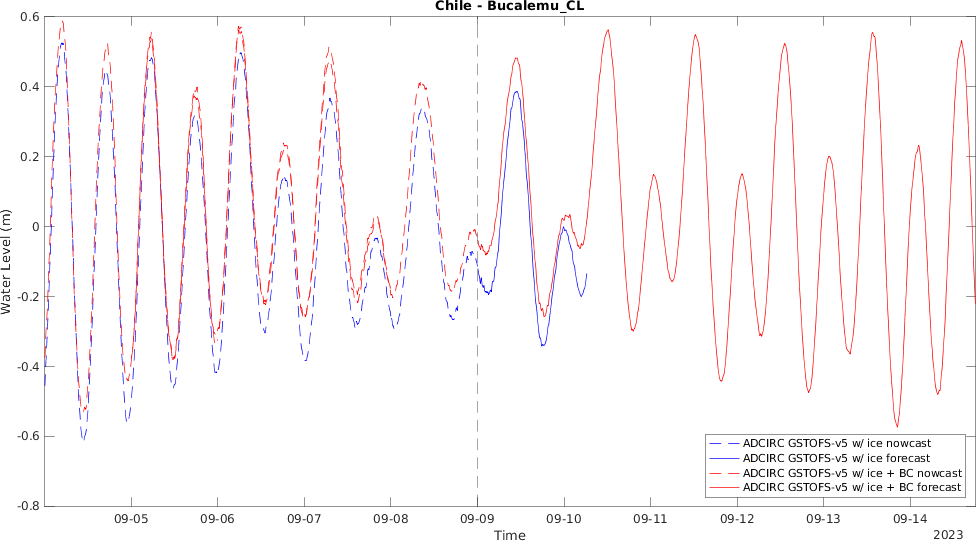 Chile - Bucalemu_CL
0.6
0.4
0.2
0
-0.2
-0.4
-0.6
-0.8
Water Level (m)
ADCIRC GSTOFS-v5 w/ ice nowcast
ADCIRC GSTOFS-v5 w/ ice forecast
ADCIRC GSTOFS-v5 w/ ice + BC nowcast
ADCIRC GSTOFS-v5 w/ ice + BC forecast
09-05 09-06 09-07 09-08 09-09 09-10 09-11 09-12 09-13 09-14
Time
2023